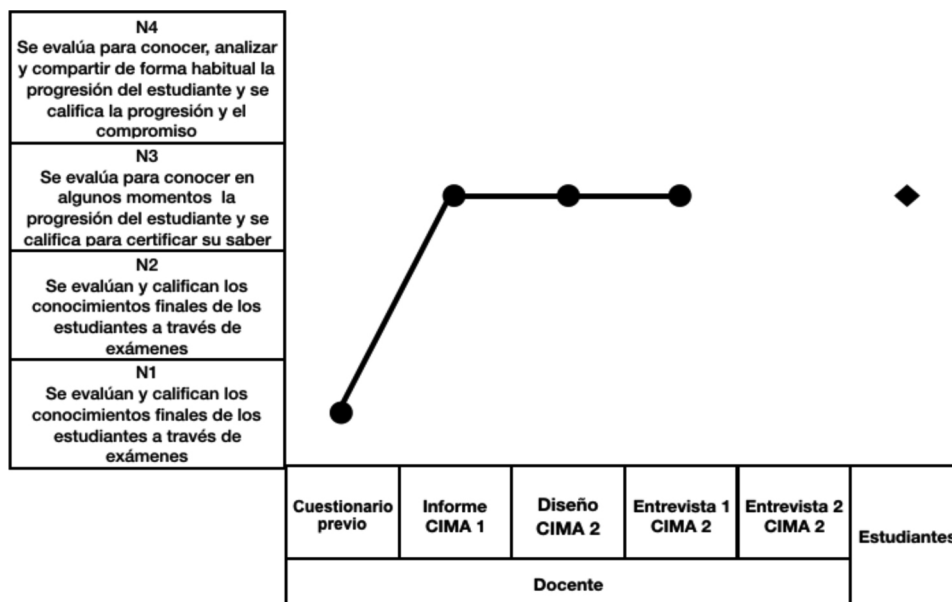 N4
Se evalúa para conocer, analizar
y compartir de forma habitual la
progresión del estudiante y se
califica la progresión y el
compromiso
N3
Se evalúa para conocer en
algunos momentos la
progresión del estudiante y se
califica para certificar su saber
N2
Se evalúan y califican los
conocimientos finales de los
estudiantes a través de
exámenes
N1
Se evalúan y califican los
conocimientos finales de los
estudiantes a través de
exámenes
Cuestionario
previo
Informe
CIMA 1
Diseño
CIMA 2
Entrevista 1
CIMA 2
Entrevista 2
CIMA 2
Estudiantes
Docente